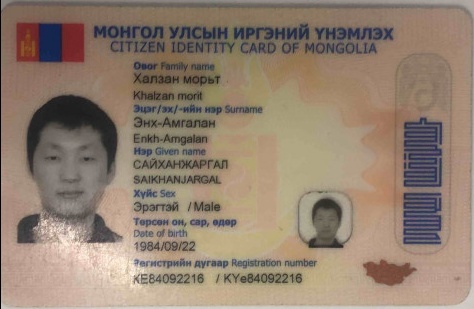 МОНГОЛ УЛСЫН ИРГЭНИЙ ҮНЭМЛЭХ
CITIZEN IDENTITY CARD OF MONGOLIA
Овог Family name
Халзан морьт
Khalzan morit
Эцэг/эх/-ийн нэр Surname
Энх-Амгалан
Enkh-Amgalan
Нэр Given name
САЙХАНЖАРГАЛ
SAIKHANJARGAL
Хүйс Sex
Эрэгтэй / Male
Төрсөн он, сар, өдөр
Date of birth
1984/09/22
Регистрийн дугаар Registration number
КЕ84092216 / KYe84092216